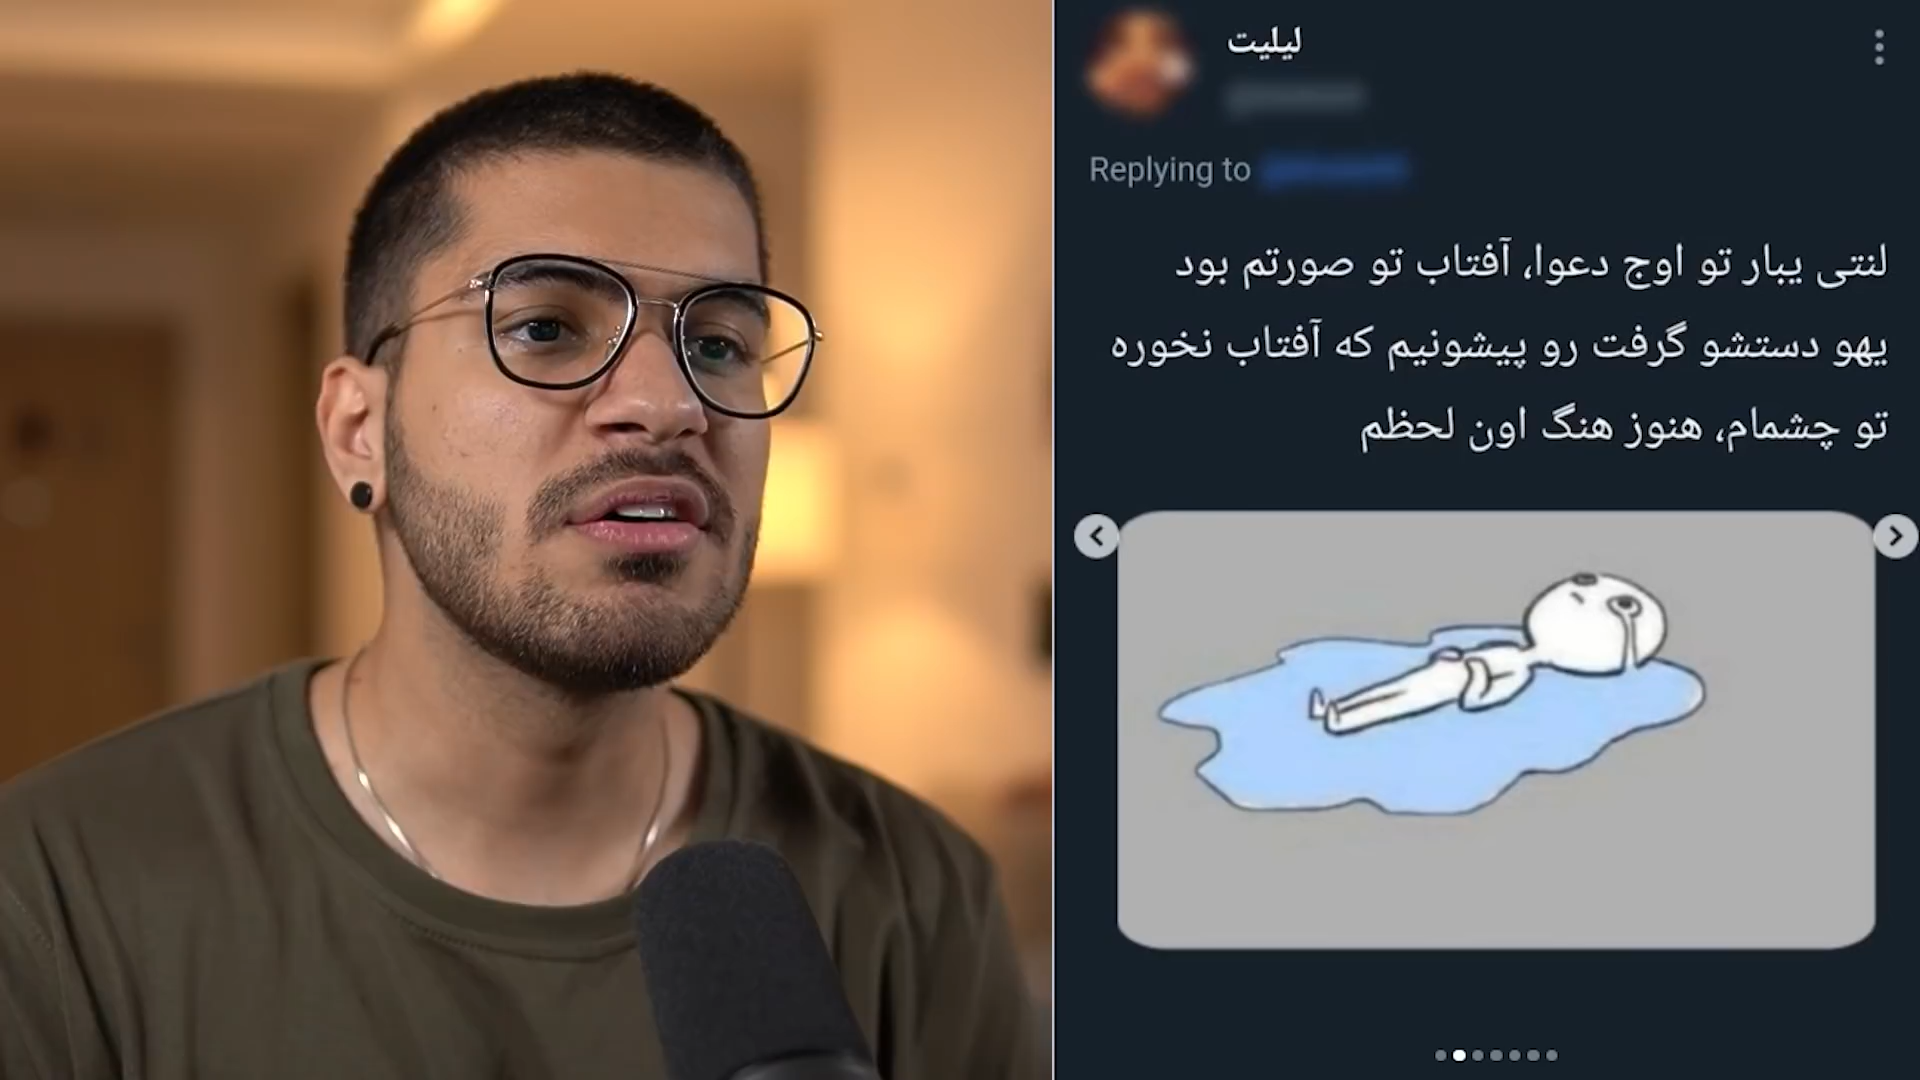 لیلیت
Replying to
لنتی یبار تو اوج دعوا، آفتاب تو صورتم بود
یهو دستشو گرفت رو پیشونیم که آفتاب نخوره
تو چشمام، هنوز هنگ اون لحظم